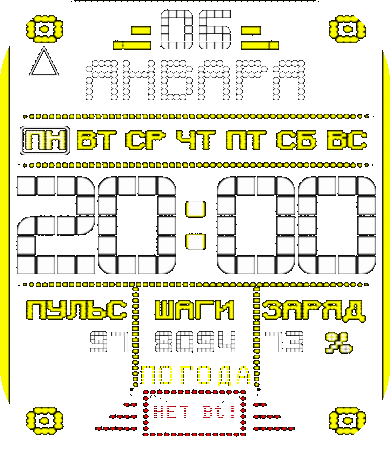 06
ЯНВАРЯ
ПН ВТ СР ЧТ ПТ СБ ВС
20:00
ПУЛЬС ШАГИ ЗАРЯД
97 8094 73 %
ПОГОДА
НЕТ Bt!